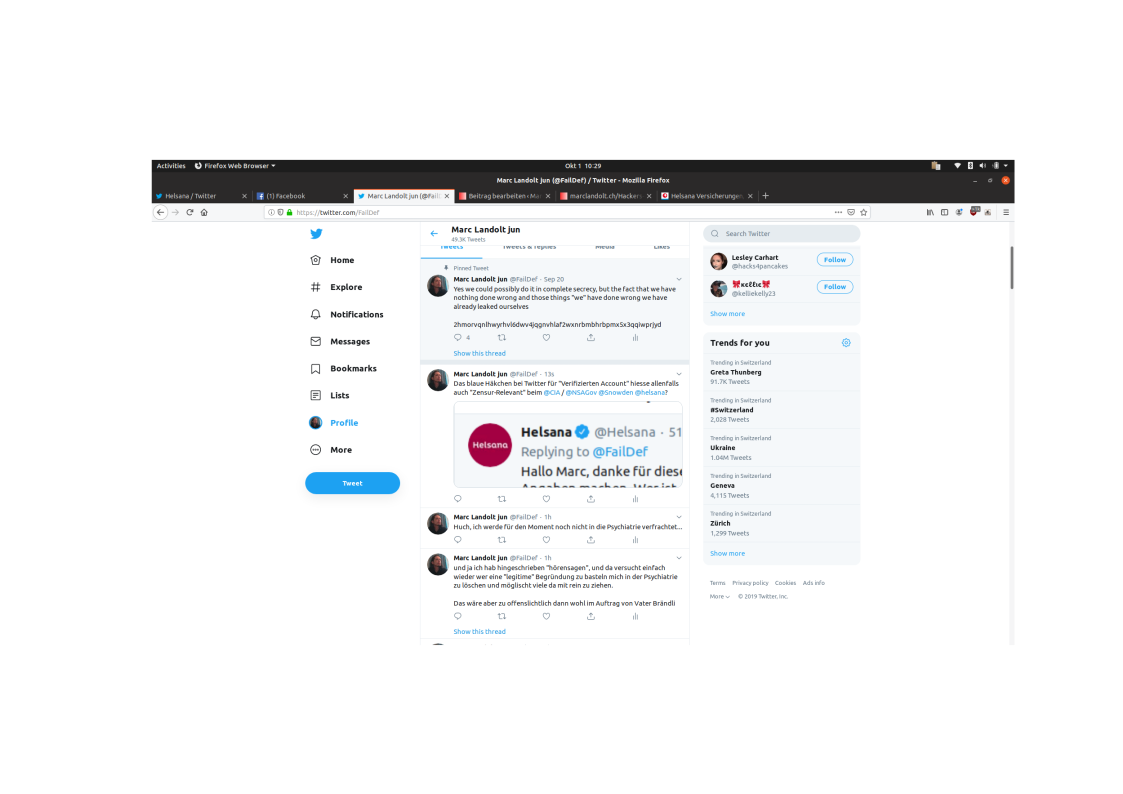 Activities Firefox Web Browser Okt 1 10:29
Marc Landolt jun (@FailDef) / Twitter - Mozilla Firefox
Helsana / Twitter (1) Facebook Marc Landolt jun (@Fail Beitrag bearbeiten ‹ Ma marclandolt.ch/Hackers Helsana Versicherungen,
https://twitter.com/FailDef
Home
Explore
Notifications
Messages
Bookmarks
Lists
Profile
More
Tweet
Marc Landolt jun
49.3K Tweets
Tweets Tweets & replies Media Likes
Pinned Tweet
Marc Landolt jun @FailDef · Sep 20
Yes we could possibly do it in complete secrecy, but the fact that we have
nothing done wrong and those things "we" have done wrong we have
already leaked ourselves
4
Show this thread
Marc Landolt jun @FailDef · 13s
Das blaue Häkchen bei Twitter für "Verifizierten Account" hiesse allenfalls
auch "Zensur-Relevant" beim @CIA / @NSAGov @Snowden @helsana?
Helsana
Helsana @Helsana · 51
Replying to @FailDef
Hallo Marc, danke für diese
Angaben machen. Wer ist
Marc Landolt jun @FailDef · 1h
Huch, ich werde für den Moment noch nicht in die Psychiatrie verfrachtet...
Marc Landolt jun @FailDef · 1h
und ja ich hab hingeschrieben "hörensagen", und da versucht einfach
wieder wer eine "legitime" Begründung zu basteln mich in der Psychiatrie
zu löschen und möglischt viele da mit rein zu ziehen.
Das wäre aber zu offenslichtlich dann wohl im Auftrag von Vater Brändli
Show this thread
Search Twitter
Lesley Carhart
@hacks4pancakes
Follow
@kelliekelly23
Follow
Show more
Trends for you
Trending in Switzerland
Greta Thunberg
91.7K Tweets
Trending in Switzerland
#Switzerland
2,028 Tweets
Trending in Switzerland
Ukraine
1.04M Tweets
Trending in Switzerland
Geneva
4,115 Tweets
Trending in Switzerland
Zürich
1,299 Tweets
Show more
Terms Privacy policy Cookies Ads info
More © 2019 Twitter, Inc.